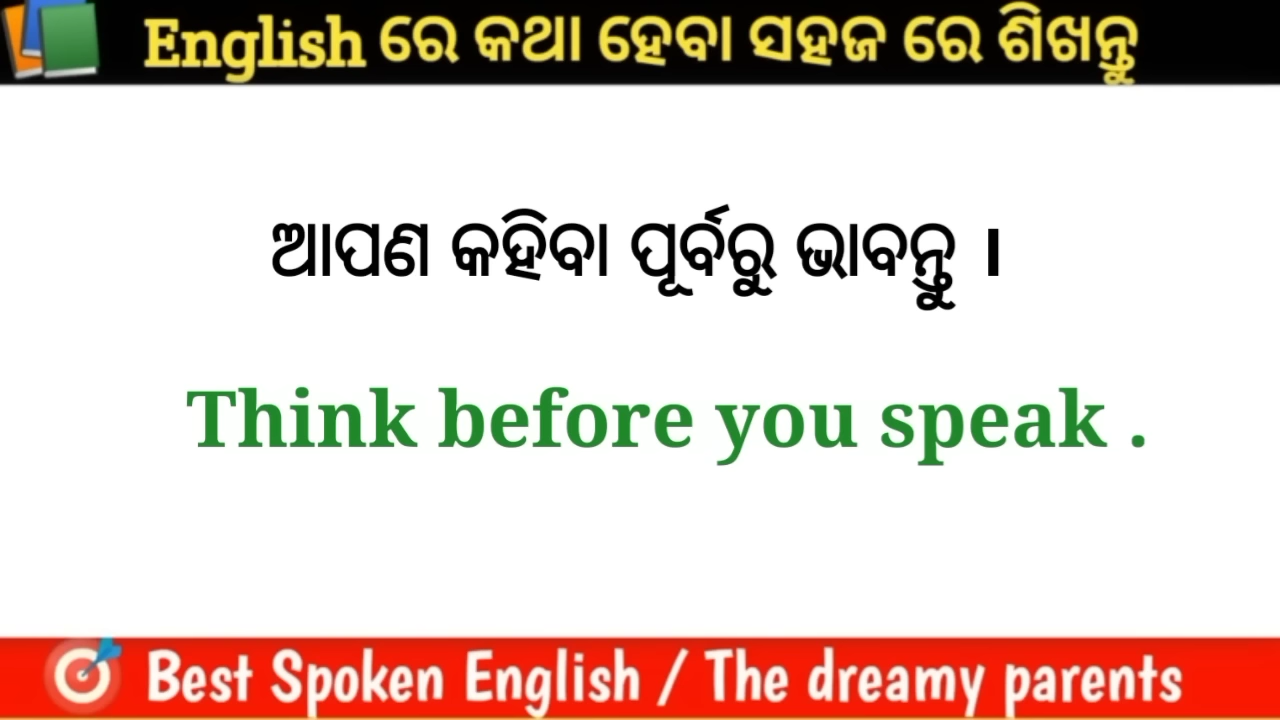 English ରେ କଥା ହେବା ସହଜ ରେ ଶିଖନ୍ତୁ
ଆପଣ କହିବା ପୂର୍ବରୁ ଭାବନ୍ତୁ ।
Think before you speak .
Best Spoken English / The dreamy parents